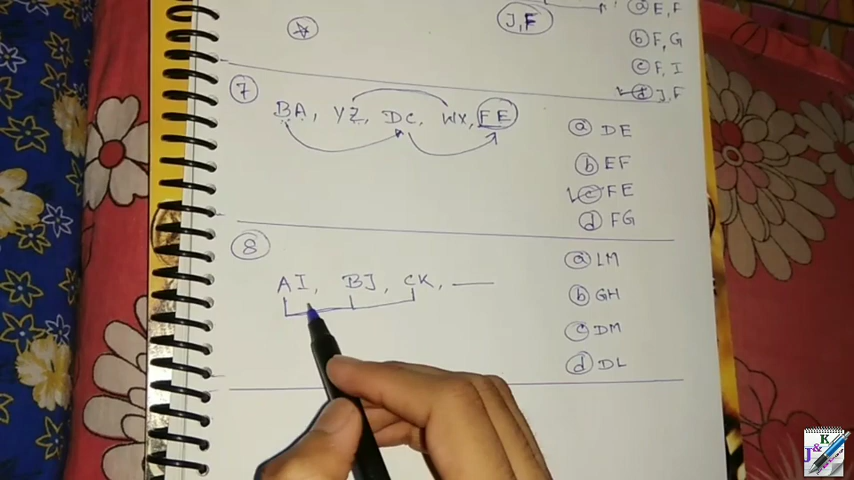 J,F
ⓐ E,F
ⓑ F,G
ⓒ F,I
ⓓ J,F
⑦ BA, YZ, DC, WX, FE
ⓐ DE
ⓑ EF
ⓒ FE
ⓓ FG
⑧ AI, BJ, CK, ___
ⓐ LM
ⓑ GH
ⓒ DM
ⓓ DL
J&K